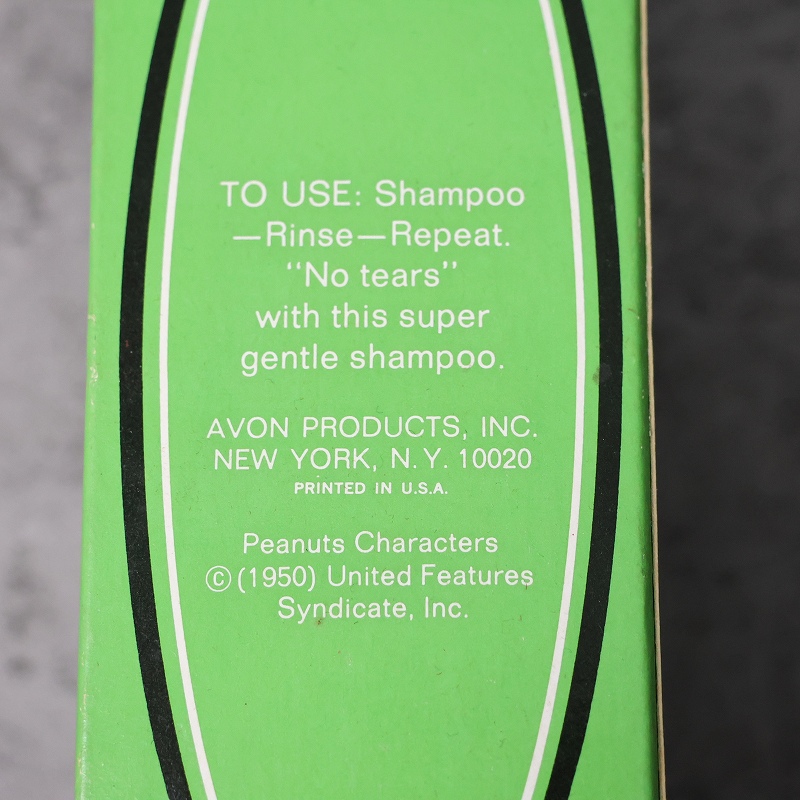 TO USE: Shampoo
—Rinse—Repeat.
"No tears"
with this super
gentle shampoo.
AVON PRODUCTS, INC.
NEW YORK, N.Y. 10020
PRINTED IN U.S.A.
Peanuts Characters
©(1950) United Features
Syndicate, Inc.